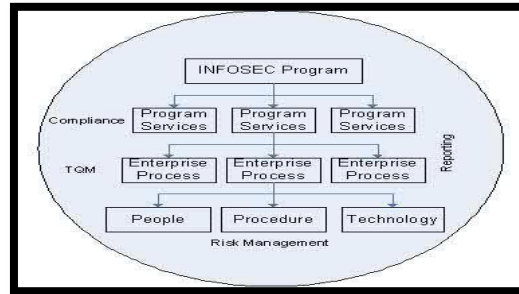 INFOSEC Program
Compliance
Program Services
Program Services
Program Services
TQM
Enterprise Process
Enterprise Process
Enterprise Process
Reporting
People
Procedure
Technology
Risk Management